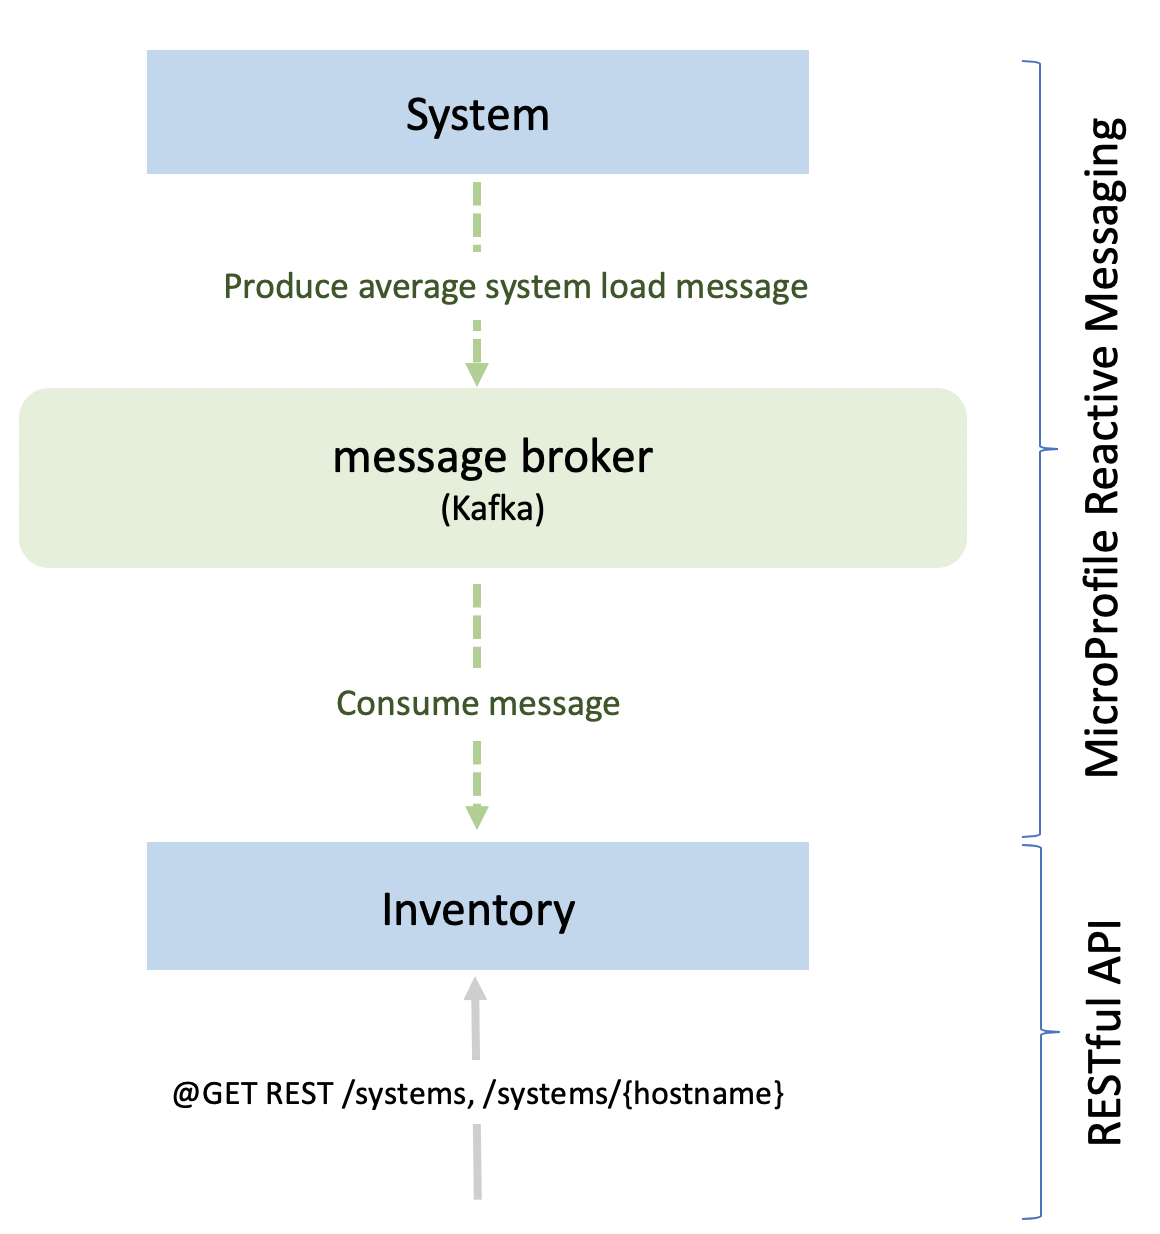 System
Produce average system load message
message broker
(Kafka)
Consume message
Inventory
@GET REST /systems, /systems/{hostname}
MicroProfile Reactive Messaging
RESTful API